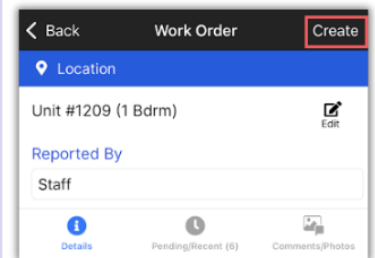 Back Work Order Create
Location
Unit #1209 (1 Bdrm)
Edit
Reported By
Staff
Details Pending/Recent (6) Comments/Photos